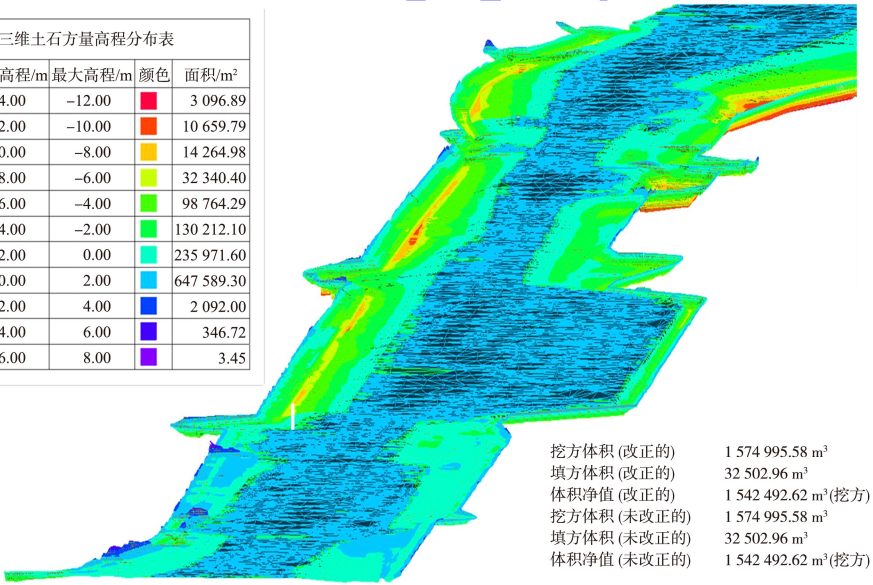 三维土石方量高程分布表
高程/m 最大高程/m 颜色 面积/m²
4.00 −12.00 3 096.89
2.00 −10.00 10 659.79
0.00 −8.00 14 264.98
8.00 −6.00 32 340.40
6.00 −4.00 98 764.29
4.00 −2.00 130 212.10
2.00 0.00 235 971.60
0.00 2.00 647 589.30
2.00 4.00 2 092.00
4.00 6.00 346.72
6.00 8.00 3.45
挖方体积 (改正的) 1 574 995.58 m³
填方体积 (改正的) 32 502.96 m³
体积净值 (改正的) 1 542 492.62 m³(挖方)
挖方体积 (未改正的) 1 574 995.58 m³
填方体积 (未改正的) 32 502.96 m³
体积净值 (未改正的) 1 542 492.62 m³(挖方)